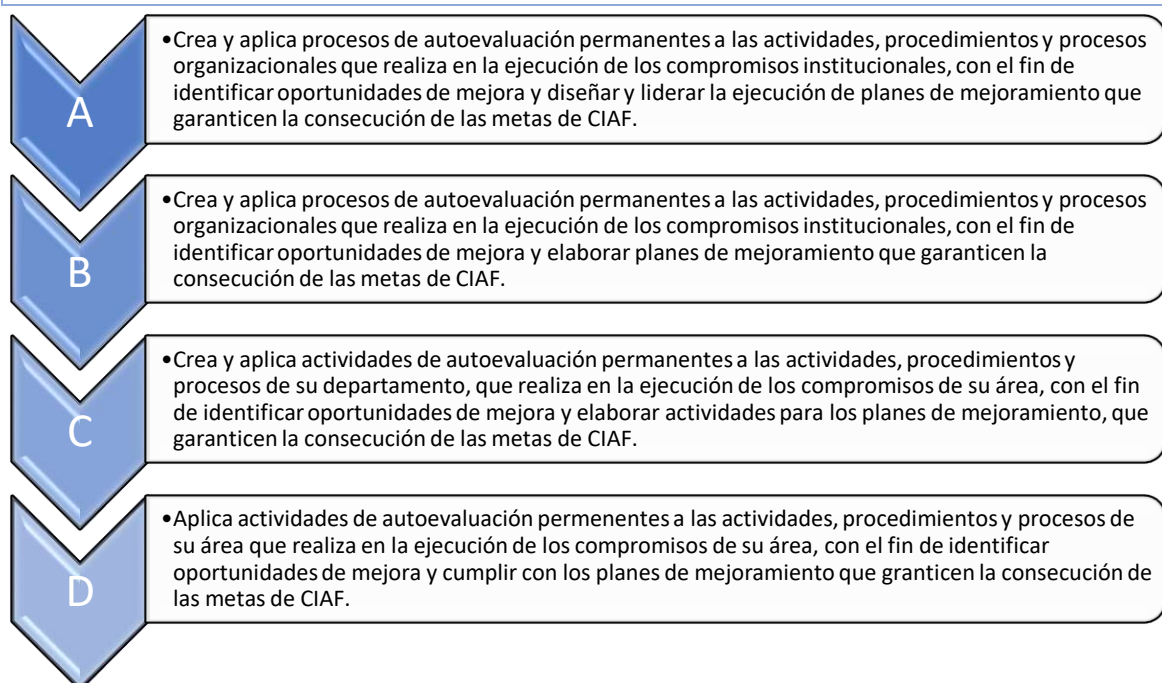 •Crea y aplica procesos de autoevaluación permanentes a las actividades, procedimientos y procesos
organizacionales que realiza en la ejecución de los compromisos institucionales, con el fin de
identificar oportunidades de mejora y diseñar y liderar la ejecución de planes de mejoramiento que
garanticen la consecución de las metas de CIAF.
A
•Crea y aplica procesos de autoevaluación permanentes a las actividades, procedimientos y procesos
organizacionales que realiza en la ejecución de los compromisos institucionales, con el fin de
identificar oportunidades de mejora y elaborar planes de mejoramiento que garanticen la
consecución de las metas de CIAF.
B
•Crea y aplica actividades de autoevaluación permanentes a las actividades, procedimientos y
procesos de su departamento, que realiza en la ejecución de los compromisos de su área, con el fin
de identificar oportunidades de mejora y elaborar actividades para los planes de mejoramiento, que
garanticen la consecución de las metas de CIAF.
C
•Aplica actividades de autoevaluación permenentes a las actividades, procedimientos y procesos de
su área que realiza en la ejecución de los compromisos de su área, con el fin de identificar
oportunidades de mejora y cumplir con los planes de mejoramiento que granticen la consecución de
las metas de CIAF.
D